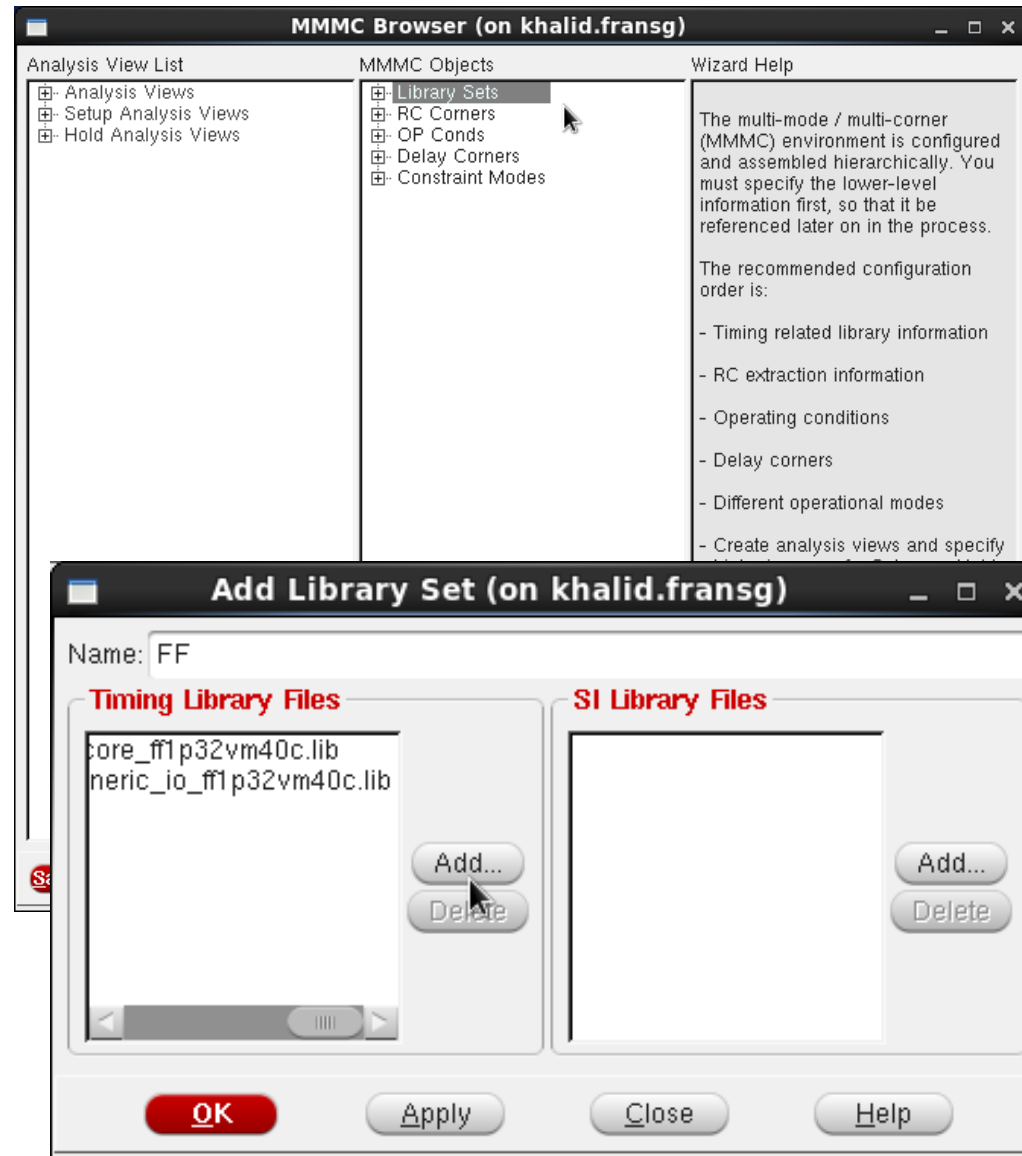 MMMC Browser (on khalid.fransg)
Analysis View List
Analysis Views
Setup Analysis Views
Hold Analysis Views
MMMC Objects
Library Sets
RC Corners
OP Conds
Delay Corners
Constraint Modes
Wizard Help
The multi-mode / multi-corner
(MMMC) environment is configured
and assembled hierarchically. You
must specify the lower-level
information first, so that it be
referenced later on in the process.
The recommended configuration
order is:
- Timing related library information
- RC extraction information
- Operating conditions
- Delay corners
- Different operational modes
- Create analysis views and specify
Add Library Set (on khalid.fransg)
Name: FF
Timing Library Files
core_ff1p32vm40c.lib
neric_io_ff1p32vm40c.lib
Add...
Delete
SI Library Files
Add...
Delete
OK
Apply
Close
Help